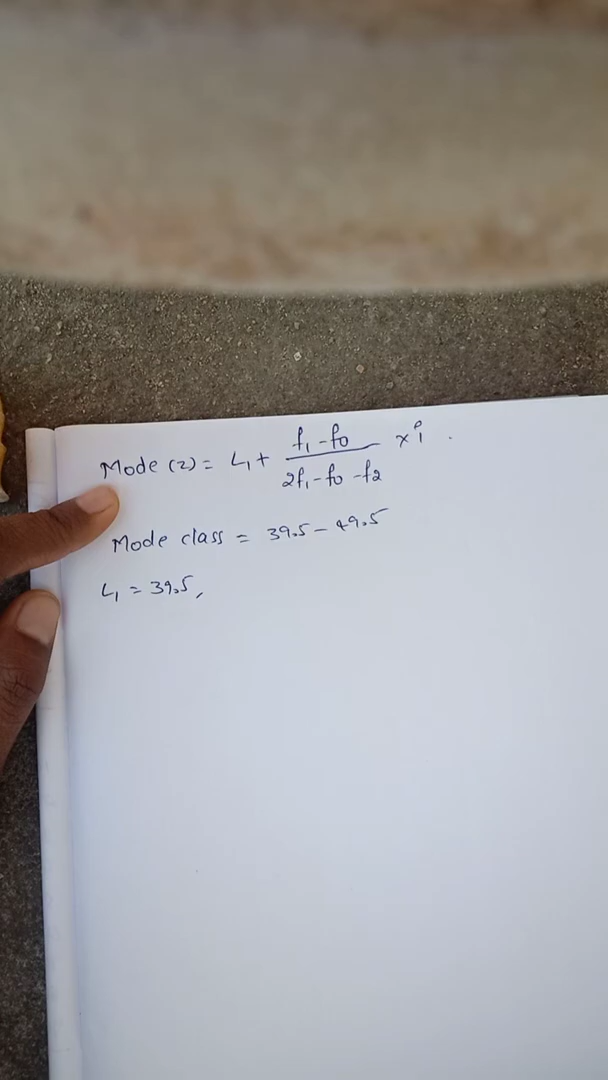 Mode (z) = L₁ + f₁ - f₀ / 2f₁ - f₀ - f₂ × i .
Mode class = 39.5 - 49.5
L₁ = 39.5,